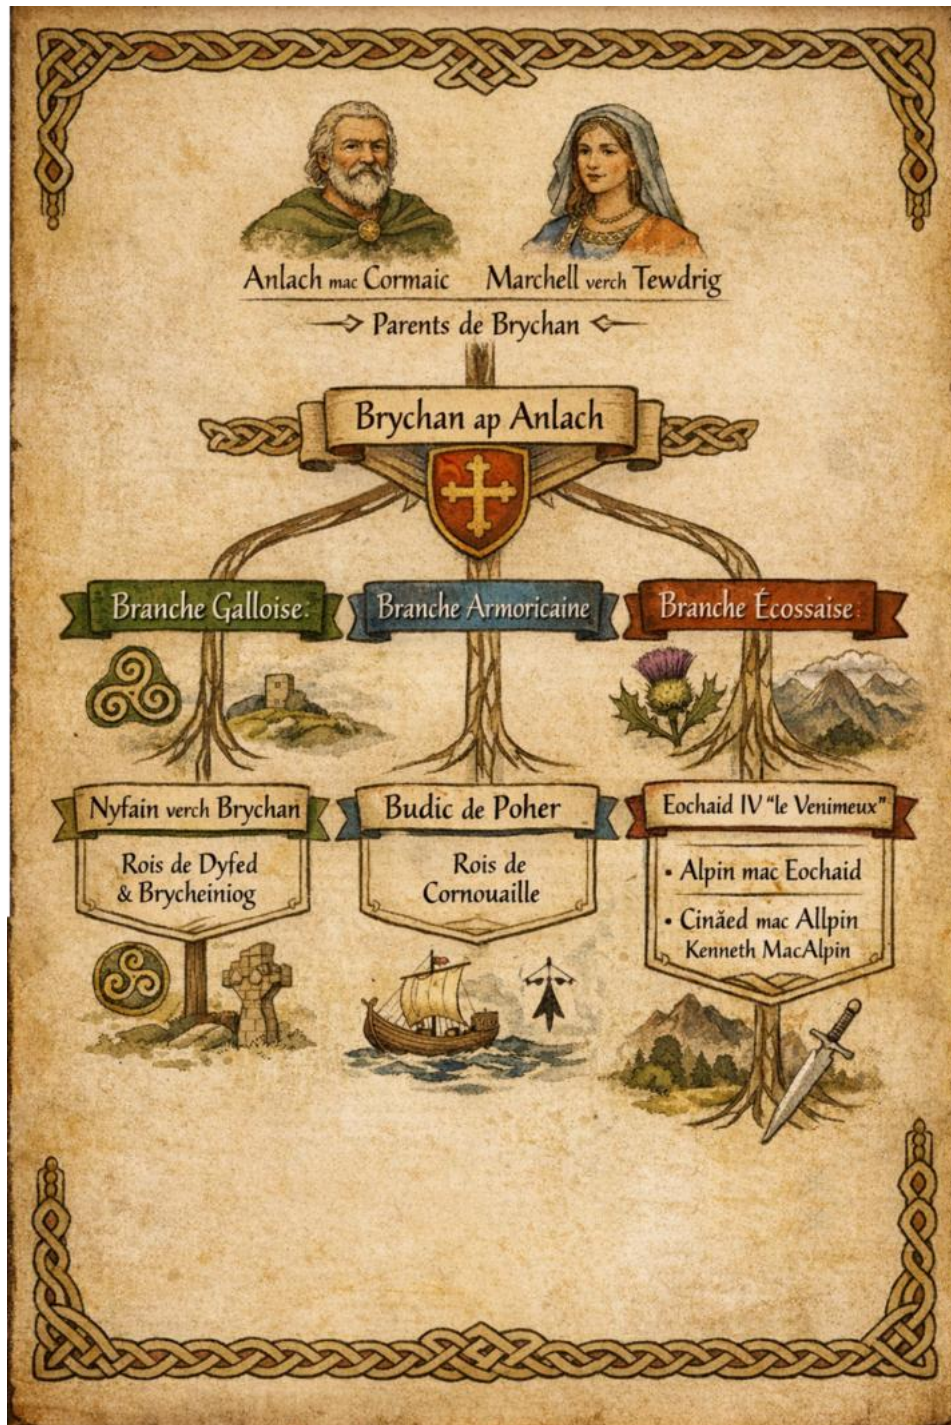 Anlach mac Cormaic
Marchell verch Tewdrig
Parents de Brychan
Brychan ap Anlach
Branche Galloise:
Branche Armoricaine
Branche Écossaise:
Nyfain verch Brychan
Rois de Dyfed
& Brycheiniog
Budic de Poher
Rois de
Cornouaille
Eochaid IV "le Venimeux"
• Alpin mac Eochaid
• Cinăed mac Allpin
Kenneth MacAlpin